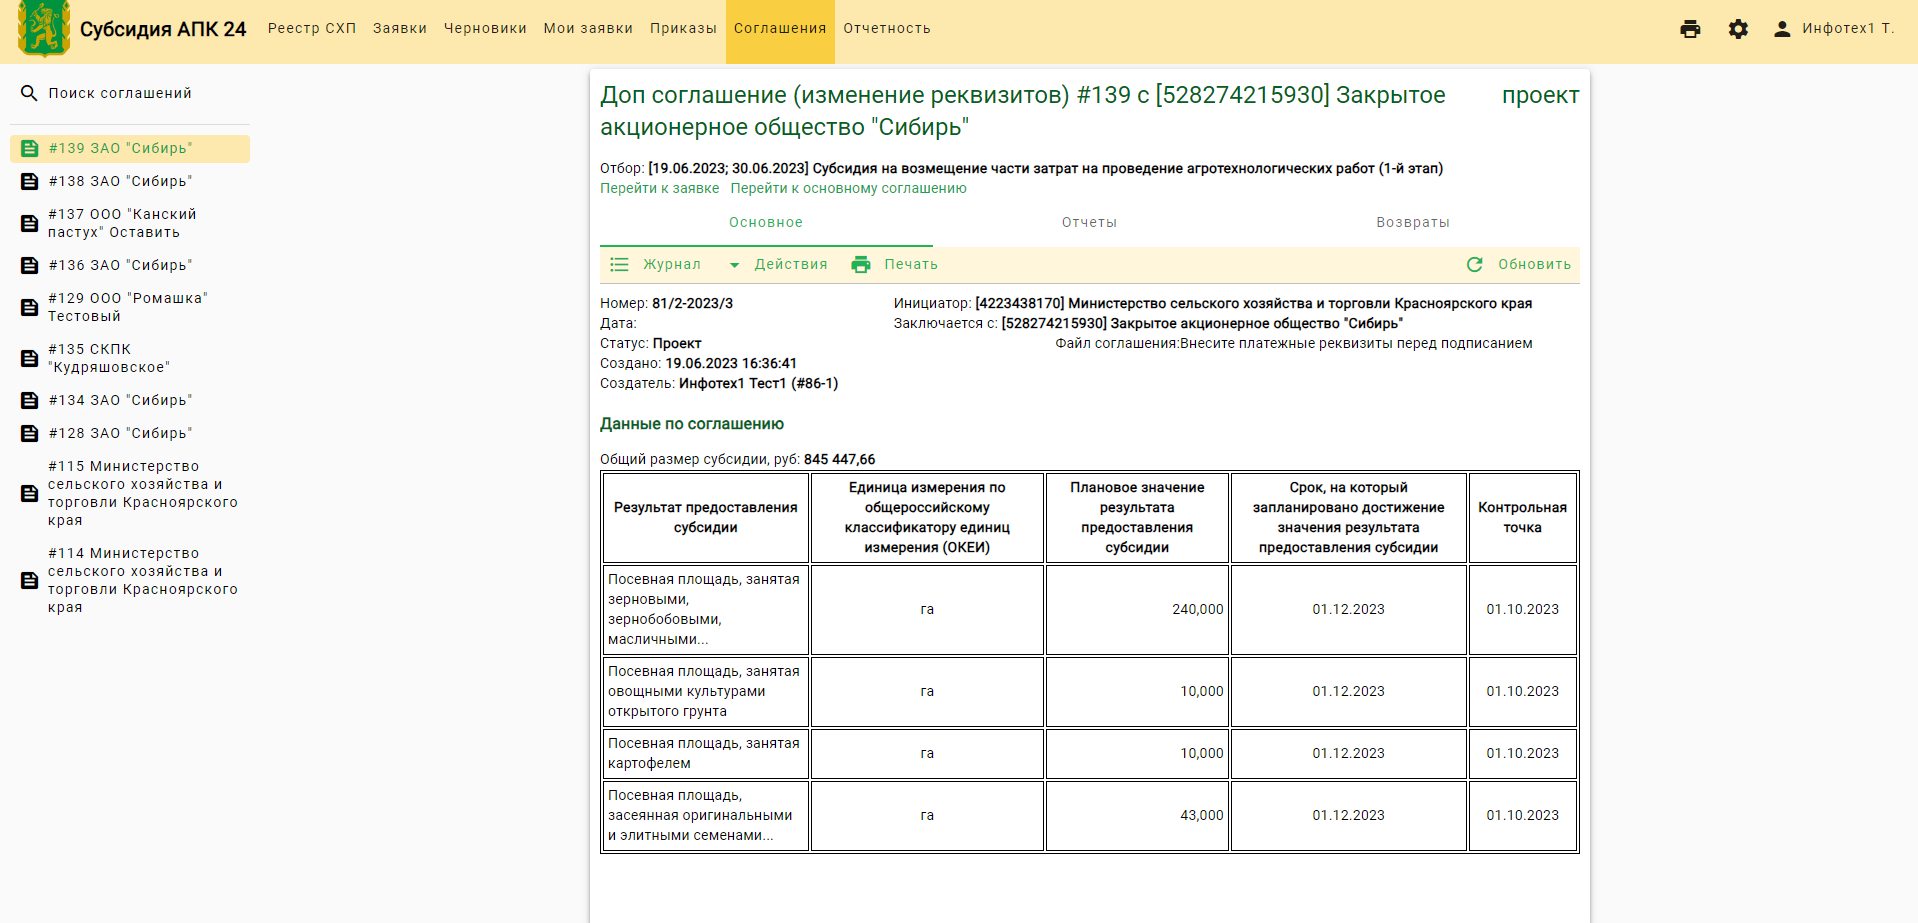 Субсидия АПК 24
Реестр СХП
Заявки
Черновики
Мои заявки
Приказы
Соглашения
Отчетность
Инфотех1 Т.
Поиск соглашений
#139 ЗАО "Сибирь"
#138 ЗАО "Сибирь"
#137 ООО "Канский
пастух" Оставить
#136 ЗАО "Сибирь"
#129 ООО "Ромашка"
Тестовый
#135 СКПК
"Кудряшовское"
#134 ЗАО "Сибирь"
#128 ЗАО "Сибирь"
#115 Министерство
сельского хозяйства и
торговли Красноярского
края
#114 Министерство
сельского хозяйства и
торговли Красноярского
края
Доп соглашение (изменение реквизитов) #139 с [528274215930] Закрытое
акционерное общество "Сибирь"
проект
Отбор: [19.06.2023; 30.06.2023] Субсидия на возмещение части затрат на проведение агротехнологических работ (1-й этап)
Перейти к заявке Перейти к основному соглашению
Основное
Отчеты
Возвраты
Журнал
Действия
Печать
Обновить
Номер: 81/2-2023/3
Дата:
Статус: Проект
Создано: 19.06.2023 16:36:41
Создатель: Инфотех1 Тест1 (#86-1)
Инициатор: [4223438170] Министерство сельского хозяйства и торговли Красноярского края
Заключается с: [528274215930] Закрытое акционерное общество "Сибирь"
Файл соглашения:Внесите платежные реквизиты перед подписанием
Данные по соглашению
Общий размер субсидии, руб: 845 447,66
Результат предоставления
субсидии
Единица измерения по
общероссийскому
классификатору единиц
измерения (ОКЕИ)
Плановое значение
результата
предоставления
субсидии
Срок, на который
запланировано достижение
значения результата
предоставления субсидии
Контрольная
точка
Посевная площадь, занятая
зерновыми,
зернобобовыми,
масличными...
га
240,000
01.12.2023
01.10.2023
Посевная площадь, занятая
овощными культурами
открытого грунта
га
10,000
01.12.2023
01.10.2023
Посевная площадь, занятая
картофелем
га
10,000
01.12.2023
01.10.2023
Посевная площадь,
засеянная оригинальными
и элитными семенами...
га
43,000
01.12.2023
01.10.2023